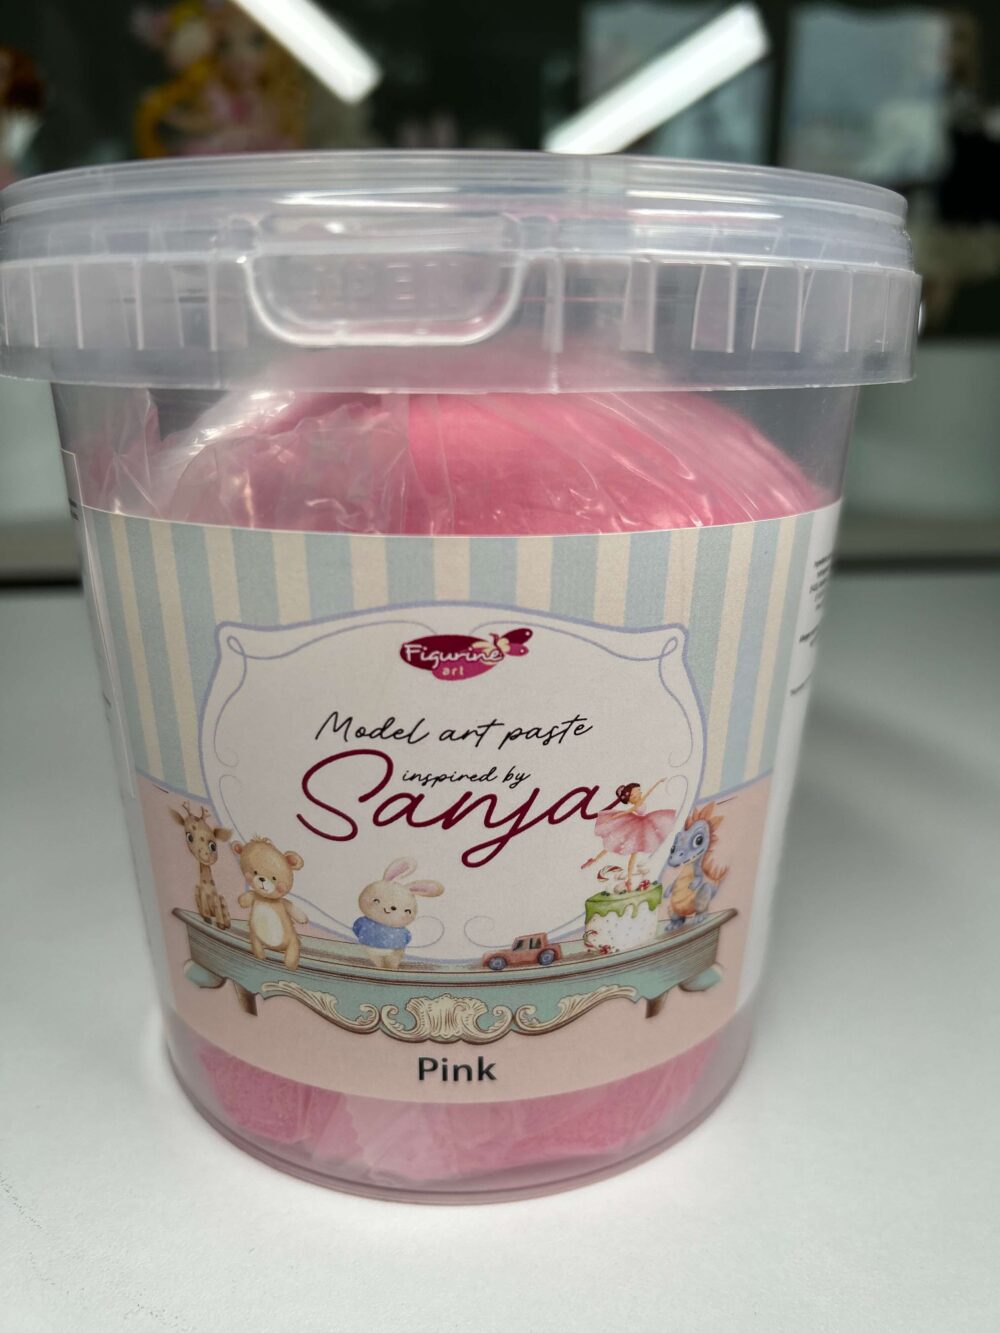 Figurine
art
Model art paste
inspired by
Sanja
Pink